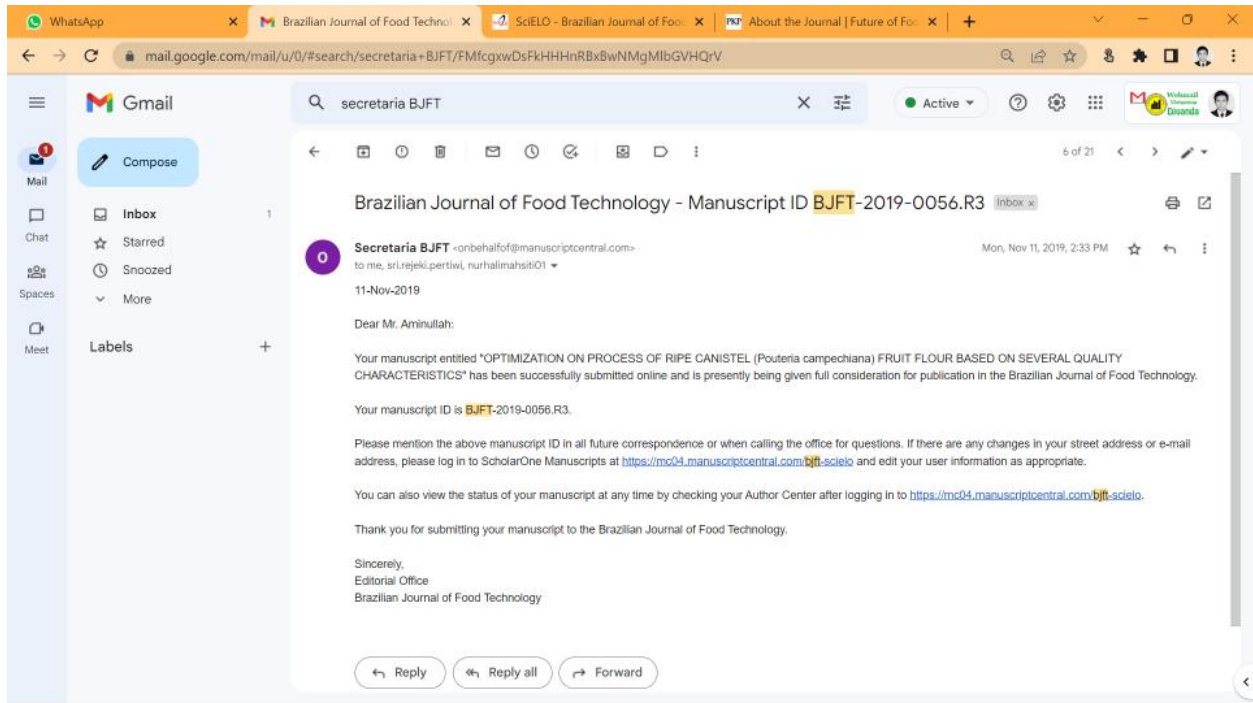 WhatsApp
Brazilian Journal of Food Technol
SciELO - Brazilian Journal of Foo
PKP About the Journal | Future of Foo
mail.google.com/mail/u/0/#search/secretaria+BJFT/FMfcgxwDsFkHHHnRBxBwNMgMlbGVHQrV
Gmail
secretaria BJFT
Active
Webmail
Djuanda
Mail
Chat
Spaces
Meet
Compose
Inbox 1
Starred
Snoozed
More
Labels
6 of 21
Brazilian Journal of Food Technology - Manuscript ID BJFT-2019-0056.R3 Inbox x
O
Secretaria BJFT <onbehalfof@manuscriptcentral.com> Mon, Nov 11, 2019, 2:33 PM
to me, sri.rejeki.pertiwi, nurhalimahsiti01
11-Nov-2019
Dear Mr. Aminullah:
Your manuscript entitled "OPTIMIZATION ON PROCESS OF RIPE CANISTEL (Pouteria campechiana) FRUIT FLOUR BASED ON SEVERAL QUALITY
CHARACTERISTICS" has been successfully submitted online and is presently being given full consideration for publication in the Brazilian Journal of Food Technology.
Your manuscript ID is BJFT-2019-0056.R3.
Please mention the above manuscript ID in all future correspondence or when calling the office for questions. If there are any changes in your street address or e-mail
address, please log in to ScholarOne Manuscripts at https://mc04.manuscriptcentral.com/bjft-scielo and edit your user information as appropriate.
You can also view the status of your manuscript at any time by checking your Author Center after logging in to https://mc04.manuscriptcentral.com/bjft-scielo.
Thank you for submitting your manuscript to the Brazilian Journal of Food Technology.
Sincerely,
Editorial Office
Brazilian Journal of Food Technology
Reply
Reply all
Forward